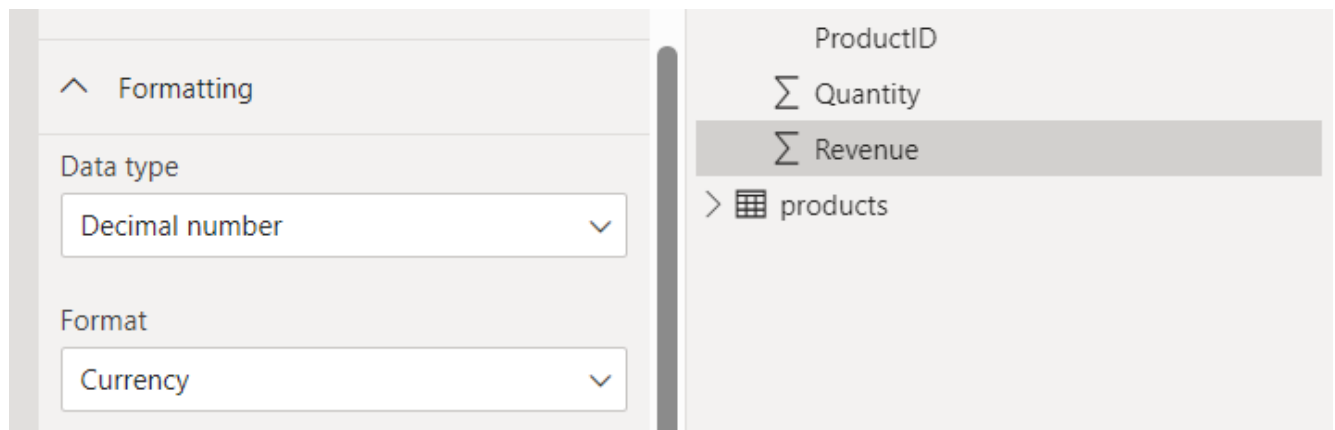 Formatting
Data type
Decimal number
Format
Currency
ProductID
∑ Quantity
∑ Revenue
products